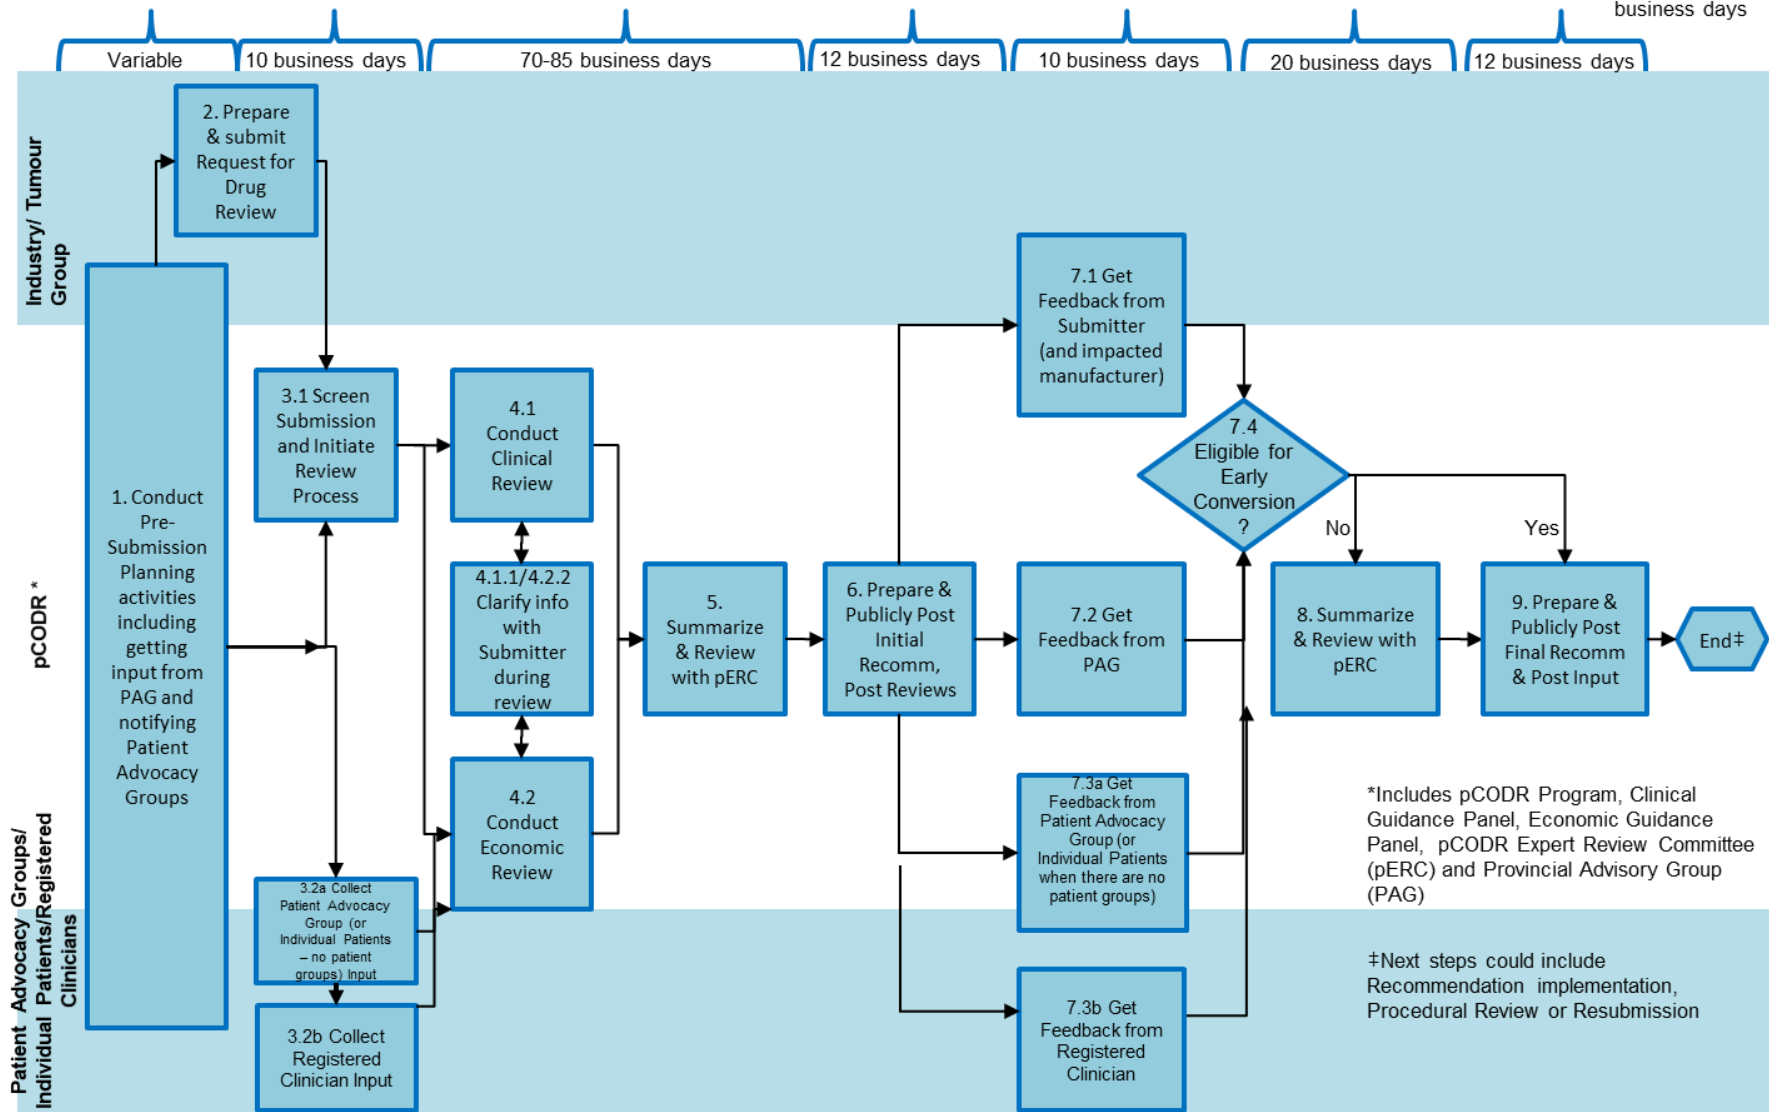 business days
Variable
10 business days
70-85 business days
12 business days
10 business days
20 business days
12 business days
Industry/ Tumour
Group
pCODR *
Patient Advocacy Groups/
Individual Patients/Registered
Clinicians
1. Conduct
Pre-
Submission
Planning
activities
including
getting
input from
PAG and
notifying
Patient
Advocacy
Groups
2. Prepare
& submit
Request for
Drug
Review
3.1 Screen
Submission
and Initiate
Review
Process
3.2a Collect
Patient Advocacy
Group (or
Individual Patients
– no patient
groups) Input
3.2b Collect
Registered
Clinician Input
4.1
Conduct
Clinical
Review
4.1.1/4.2.2
Clarify info
with
Submitter
during
review
4.2
Conduct
Economic
Review
5.
Summarize
& Review
with pERC
6. Prepare &
Publicly Post
Initial
Recomm,
Post Reviews
7.1 Get
Feedback from
Submitter
(and impacted
manufacturer)
7.2 Get
Feedback from
PAG
7.3a Get
Feedback from
Patient Advocacy
Group (or
Individual Patients
when there are no
patient groups)
7.3b Get
Feedback from
Registered
Clinician
7.4
Eligible for
Early
Conversion
?
No
Yes
8. Summarize
& Review with
pERC
9. Prepare &
Publicly Post
Final Recomm
& Post Input
End‡
*Includes pCODR Program, Clinical
Guidance Panel, Economic Guidance
Panel, pCODR Expert Review Committee
(pERC) and Provincial Advisory Group
(PAG)
‡Next steps could include
Recommendation implementation,
Procedural Review or Resubmission